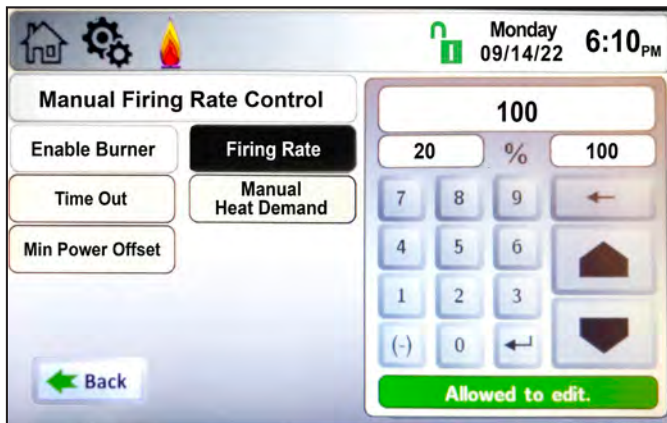 Monday
09/14/22
6:10PM
Manual Firing Rate Control
Enable Burner
Firing Rate
Time Out
Manual
Heat Demand
Min Power Offset
Back
100
20 % 100
7 8 9
4 5 6
1 2 3
(-) 0
Allowed to edit.